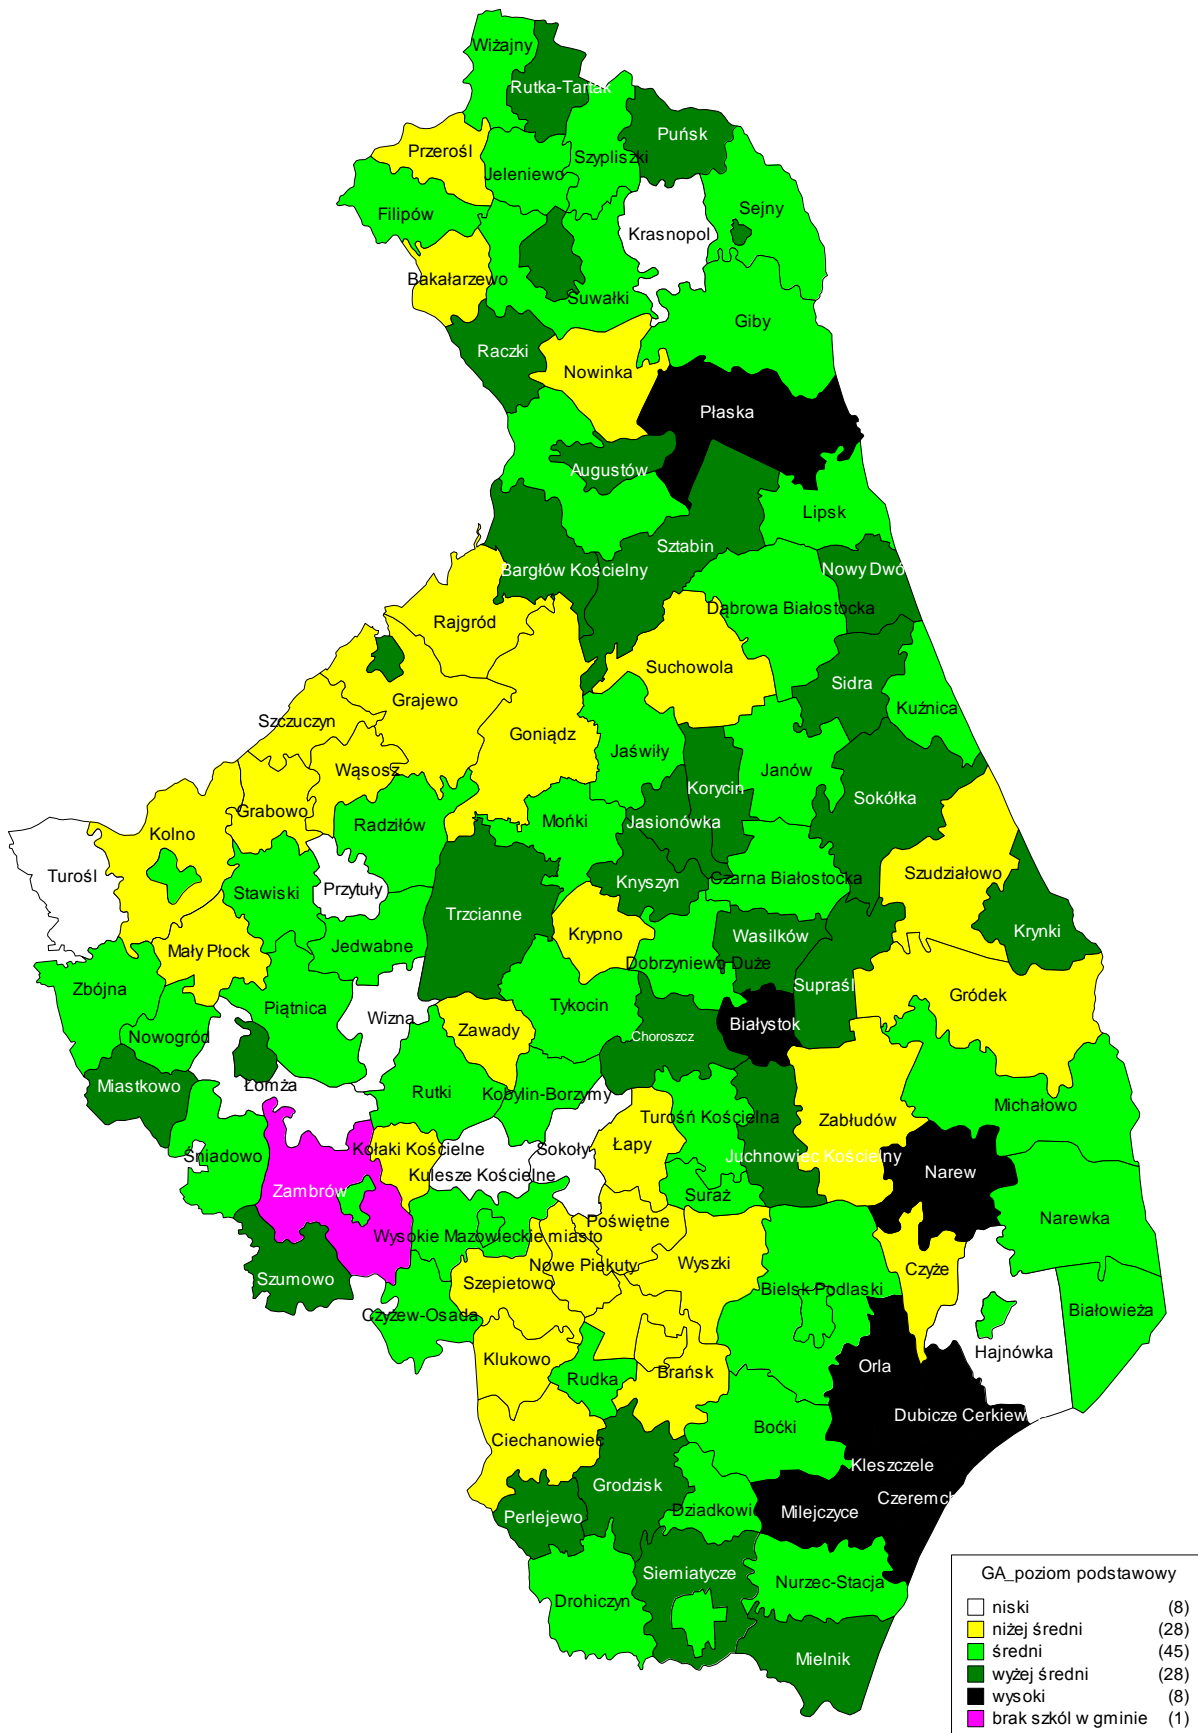 Wiżajny
Rutka-Tartak
Puńsk
Przerośl
Szypliszki
Jeleniewo
Sejny
Filipów
Krasnopol
Bakałarzewo
Suwałki
Giby
Raczki
Nowinka
Płaska
Augustów
Lipsk
Sztabin
Bargłów Kościelny
Nowy Dwó
Dąbrowa Białostocka
Rajgród
Suchowola
Sidra
Grajewo
Kuźnica
Szczuczyn
Goniądz
Jaświły
Wąsosz
Janów
Korycin
Sokółka
Grabowo
Kolno
Radziłów
Mońki
Jasionówka
Turośl
Przytuły
Stawiski
Knyszyn
Czarna Białostocka
Szudziałowo
Trzcianne
Krynki
Krypno
Wasilków
Mały Płock
Jedwabne
Dobrzyniewo Duże
Zbójna
Supraśl
Gródek
Piątnica
Tykocin
Wizna
Białystok
Nowogród
Zawady
Choroszcz
Miastkowo
Łomża
Rutki
Kobylin-Borzymy
Michałowo
Turośń Kościelna
Zabłudów
Kołaki Kościelne
Sokoły
Łapy
Śniadowo
Juchnowiec Kościelny
Kulesze Kościelne
Narew
Zambrów
Suraż
Narewka
Poświętne
Wysokie Mazowieckie miasto
Nowe Piekuty
Wyszki
Szumowo
Szepietowo
Czyże
Bielsk Podlaski
Białowieża
Czyżew-Osada
Hajnówka
Klukowo
Orla
Rudka
Brańsk
Dubicze Cerkiew
Boćki
Ciechanowiec
Kleszczele
Grodzisk
Czeremch
Dziadkowi
Milejczyce
Perlejewo
Siemiatycze
Nurzec-Stacja
Drohiczyn
Mielnik
GA_poziom podstawowy
niski (8)
niżej średni (28)
średni (45)
wyżej średni (28)
wysoki (8)
brak szkól w gminie (1)